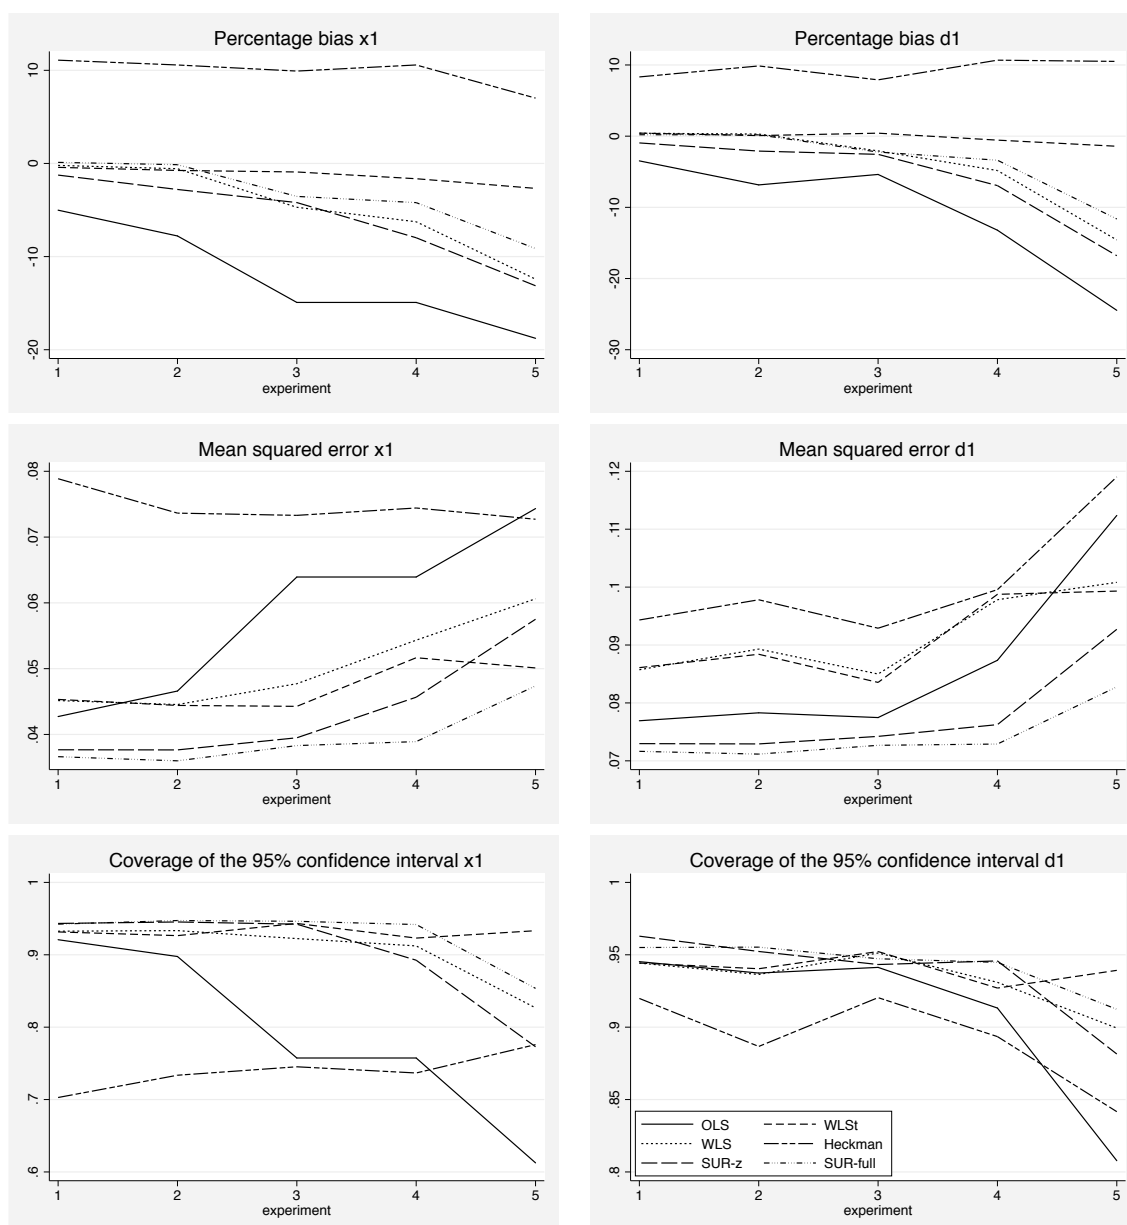 Percentage bias x1
10
0
-10
-20
1 2 3 4 5
experiment
Percentage bias d1
10
0
-10
-20
-30
1 2 3 4 5
experiment
Mean squared error x1
.08
.07
.06
.05
.04
1 2 3 4 5
experiment
Mean squared error d1
.12
.11
.1
.09
.08
.07
1 2 3 4 5
experiment
Coverage of the 95% confidence interval x1
1
.9
.8
.7
.6
1 2 3 4 5
experiment
Coverage of the 95% confidence interval d1
1
.95
.9
.85
.8
OLS WLSt
WLS Heckman
SUR-z SUR-full
1 2 3 4 5
experiment